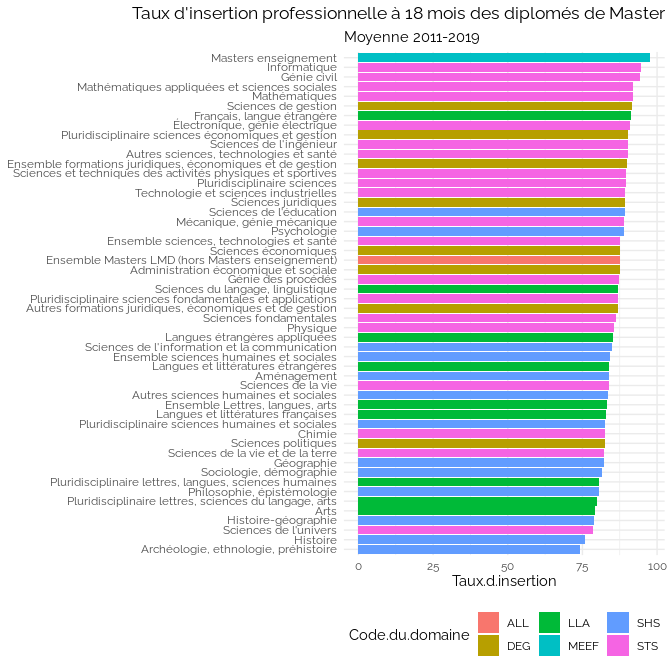 Taux d'insertion professionnelle à 18 mois des diplomés de Master
Moyenne 2011-2019
Masters enseignement
Informatique
Génie civil
Mathématiques appliquées et sciences sociales
Mathématiques
Sciences de gestion
Français, langue étrangère
Électronique, génie électrique
Pluridisciplinaire sciences économiques et gestion
Sciences de l'ingénieur
Autres sciences, technologies et santé
Ensemble formations juridiques, économiques et de gestion
Sciences et techniques des activités physiques et sportives
Pluridisciplinaire sciences
Technologie et sciences industrielles
Sciences juridiques
Sciences de l'éducation
Mécanique, génie mécanique
Psychologie
Ensemble sciences, technologies et santé
Sciences économiques
Ensemble Masters LMD (hors Masters enseignement)
Administration économique et sociale
Génie des procédés
Sciences du langage, linguistique
Pluridisciplinaire sciences fondamentales et applications
Autres formations juridiques, économiques et de gestion
Sciences fondamentales
Physique
Langues étrangères appliquées
Sciences de l'information et la communication
Ensemble sciences humaines et sociales
Langues et littératures étrangères
Aménagement
Sciences de la vie
Autres sciences humaines et sociales
Ensemble Lettres, langues, arts
Langues et littératures françaises
Pluridisciplinaire sciences humaines et sociales
Chimie
Sciences politiques
Sciences de la vie et de la terre
Géographie
Sociologie, démographie
Pluridisciplinaire lettres, langues, sciences humaines
Philosophie, épistémologie
Pluridisciplinaire lettres, sciences du langage, arts
Arts
Histoire-géographie
Sciences de l'univers
Histoire
Archéologie, ethnologie, préhistoire
0 25 50 75 100
Taux.d.insertion
Code.du.domaine
ALL LLA SHS
DEG MEEF STS